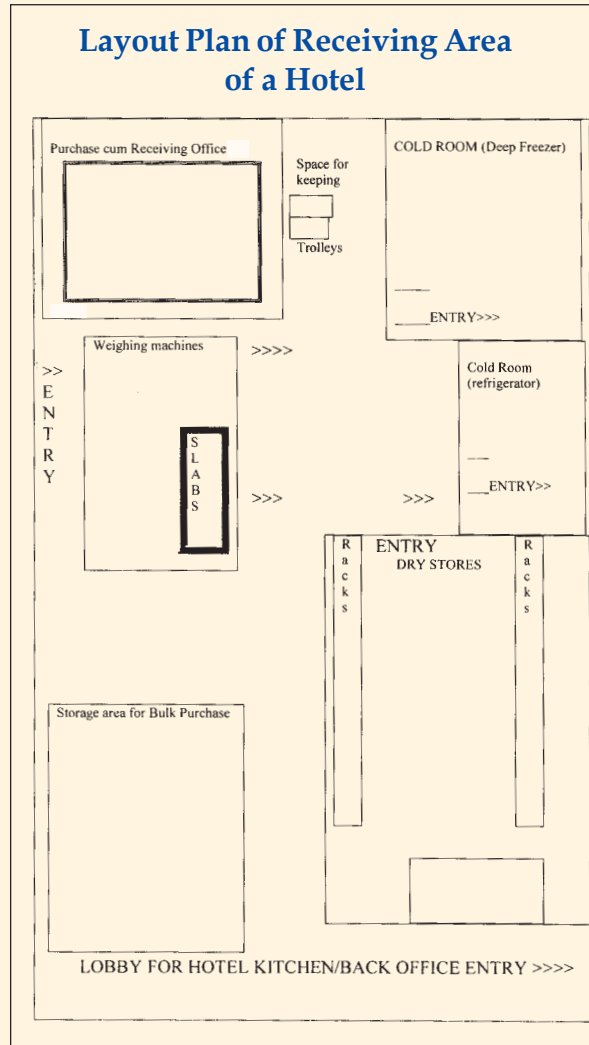 Layout Plan of Receiving Area
of a Hotel
Purchase cum Receiving Office
Space for
keeping
Trolleys
COLD ROOM (Deep Freezer)
ENTRY>>>
Weighing machines
>>>>
>>
E
N
T
R
Y
S
L
A
B
S
>>>
>>>
Cold Room
(refrigerator)
ENTRY>>
R
a
c
k
s
ENTRY
DRY STORES
R
a
c
k
s
Storage area for Bulk Purchase
LOBBY FOR HOTEL KITCHEN/BACK OFFICE ENTRY >>>>